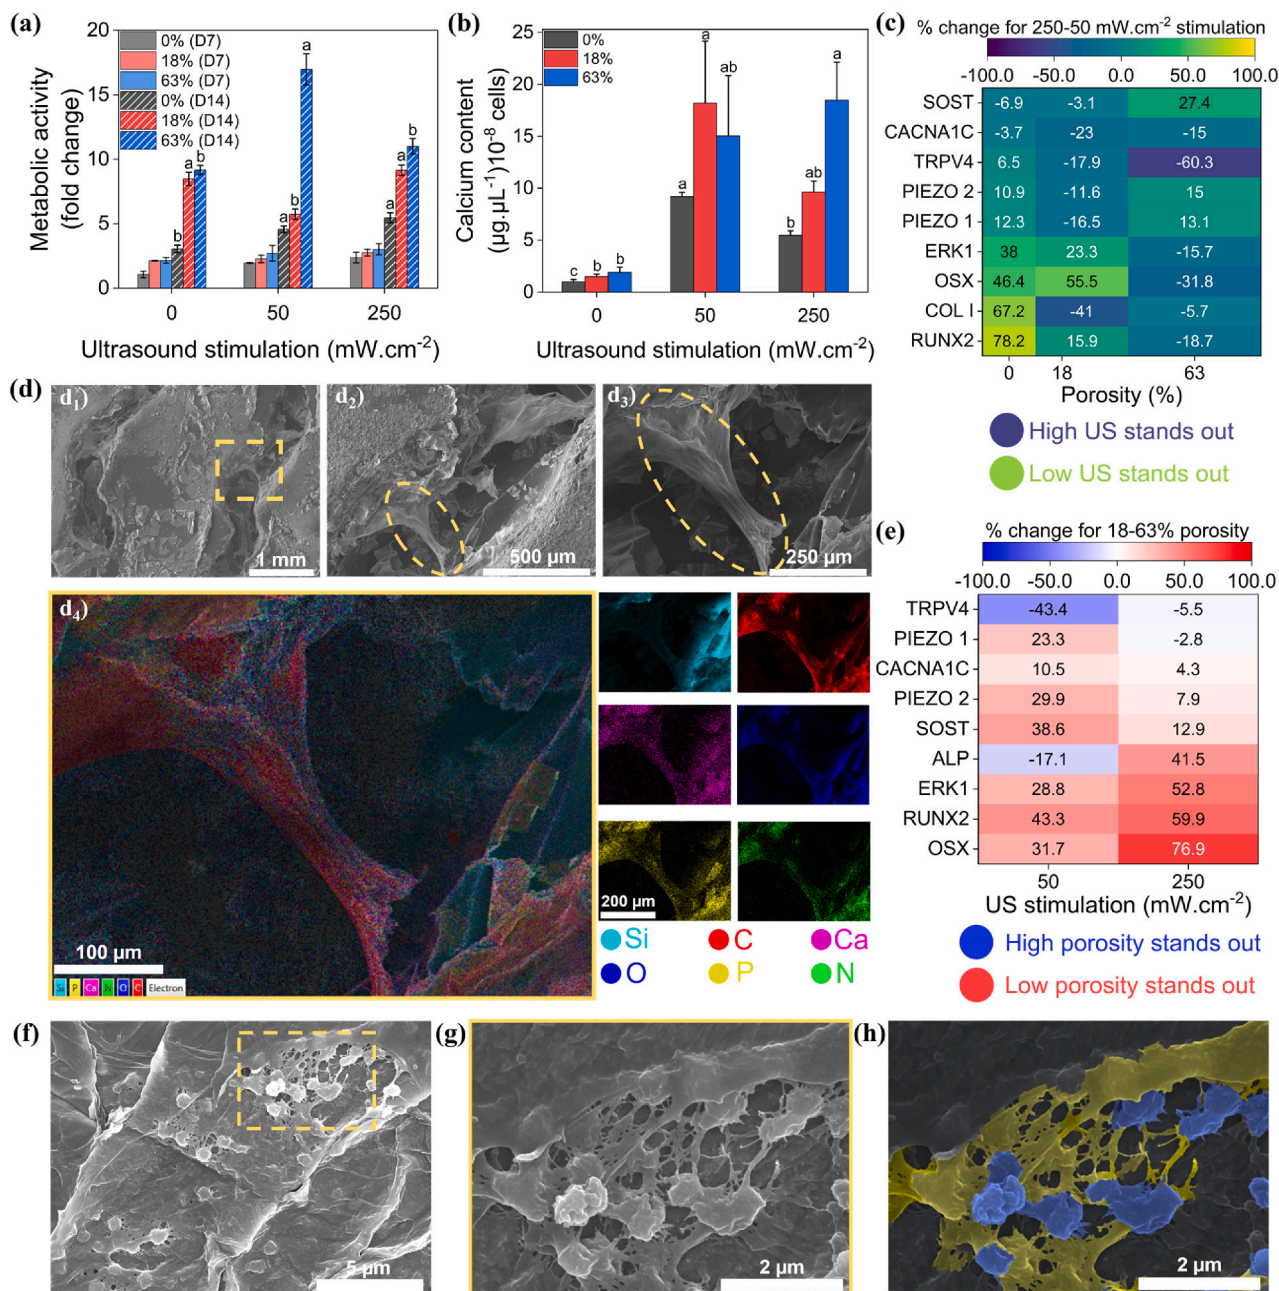 (a)
Metabolic activity
(fold change)
20
15
10
5
0
0% (D7)
18% (D7)
63% (D7)
0% (D14)
18% (D14)
63% (D14)
b
a
b
a
b
a
a
a
b
0
50
250
Ultrasound stimulation (mW.cm-2)
(b)
Calcium content
(µg.µL-1)10-8 cells)
25
20
15
10
5
0
0%
18%
63%
c
b
b
a
a
ab
b
ab
a
0
50
250
Ultrasound stimulation (mW.cm-2)
(c)
% change for 250-50 mW.cm-2 stimulation
-100.0 -50.0 0.0 50.0 100.0
SOST -6.9 -3.1 27.4
CACNA1C -3.7 -23 -15
TRPV4 6.5 -17.9 -60.3
PIEZO 2 10.9 -11.6 15
PIEZO 1 12.3 -16.5 13.1
ERK1 38 23.3 -15.7
OSX 46.4 55.5 -31.8
COL I 67.2 -41 -5.7
RUNX2 78.2 15.9 -18.7
0 18 63
Porosity (%)
High US stands out
Low US stands out
(d)
d1)
1 mm
d2)
500 µm
d3)
250 µm
d4)
100 µm
Si P Ca N O C Electron
200 µm
Si C Ca
O P N
(e)
% change for 18-63% porosity
-100.0 -50.0 0.0 50.0 100.0
TRPV4 -43.4 -5.5
PIEZO 1 23.3 -2.8
CACNA1C 10.5 4.3
PIEZO 2 29.9 7.9
SOST 38.6 12.9
ALP -17.1 41.5
ERK1 28.8 52.8
RUNX2 43.3 59.9
OSX 31.7 76.9
50 250
US stimulation (mW.cm-2)
High porosity stands out
Low porosity stands out
(f)
5 µm
(g)
2 µm
(h)
2 µm